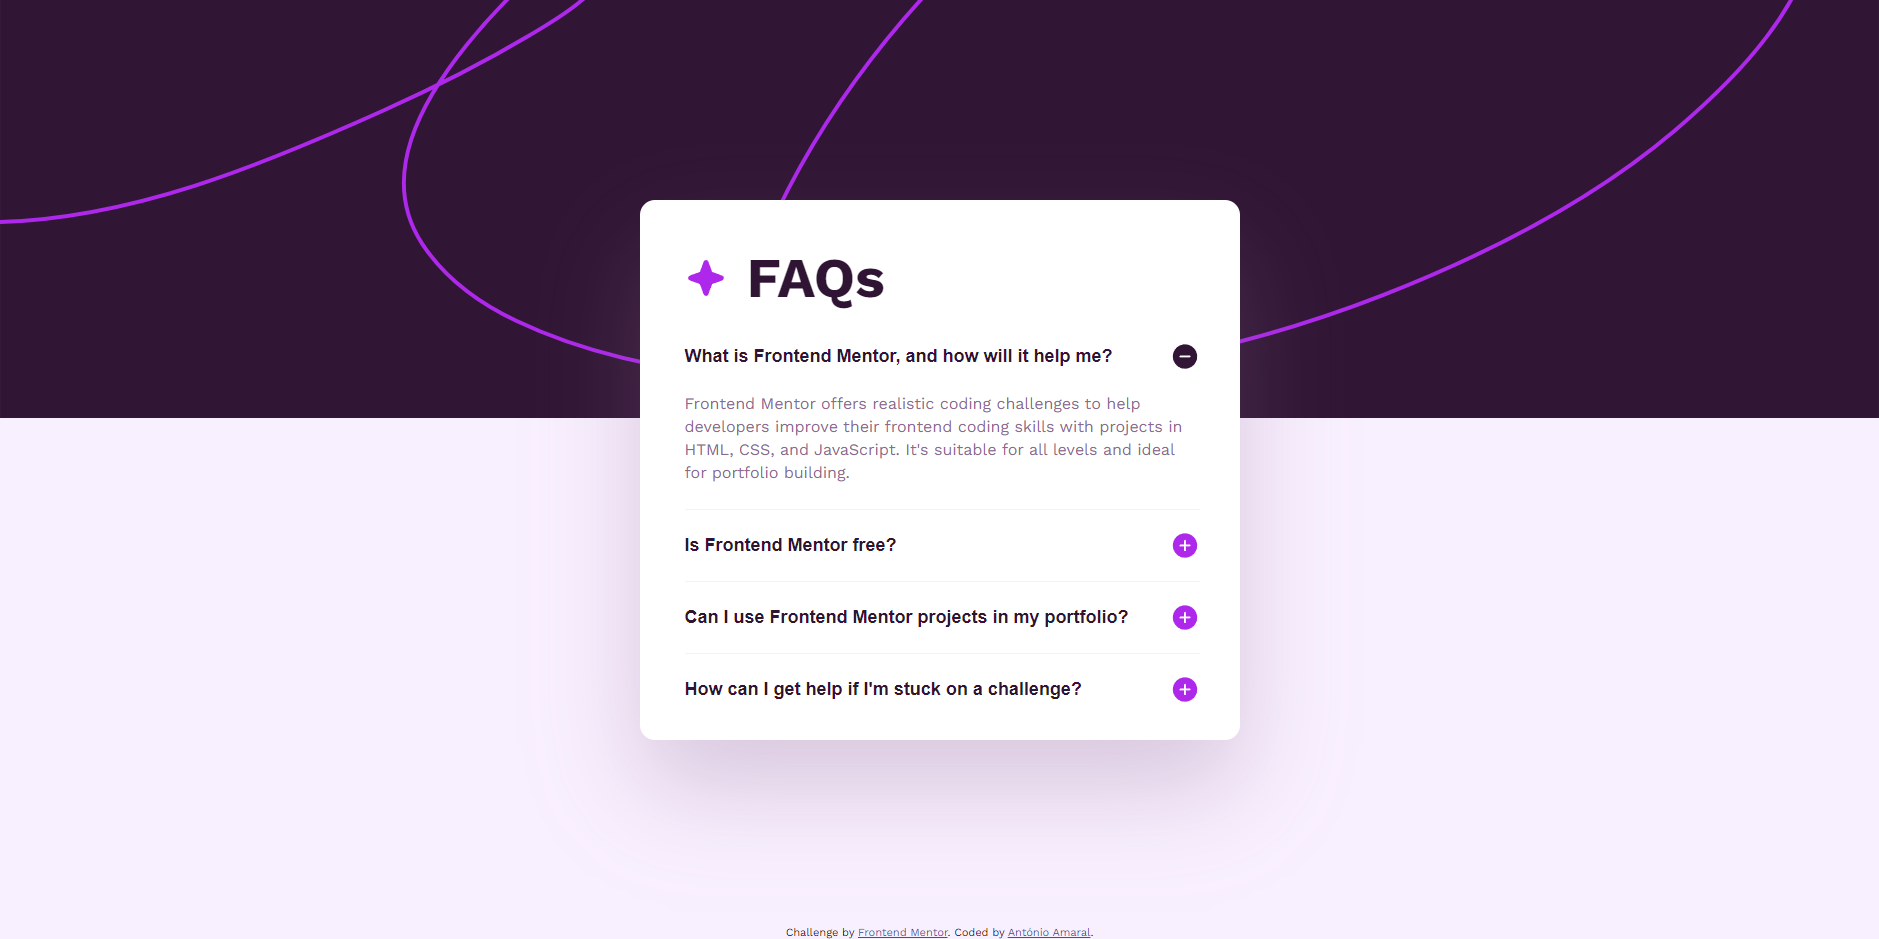 FAQs
What is Frontend Mentor, and how will it help me?
Frontend Mentor offers realistic coding challenges to help
developers improve their frontend coding skills with projects in
HTML, CSS, and JavaScript. It's suitable for all levels and ideal
for portfolio building.
Is Frontend Mentor free?
Can I use Frontend Mentor projects in my portfolio?
How can I get help if I'm stuck on a challenge?
Challenge by Frontend Mentor. Coded by António Amaral.